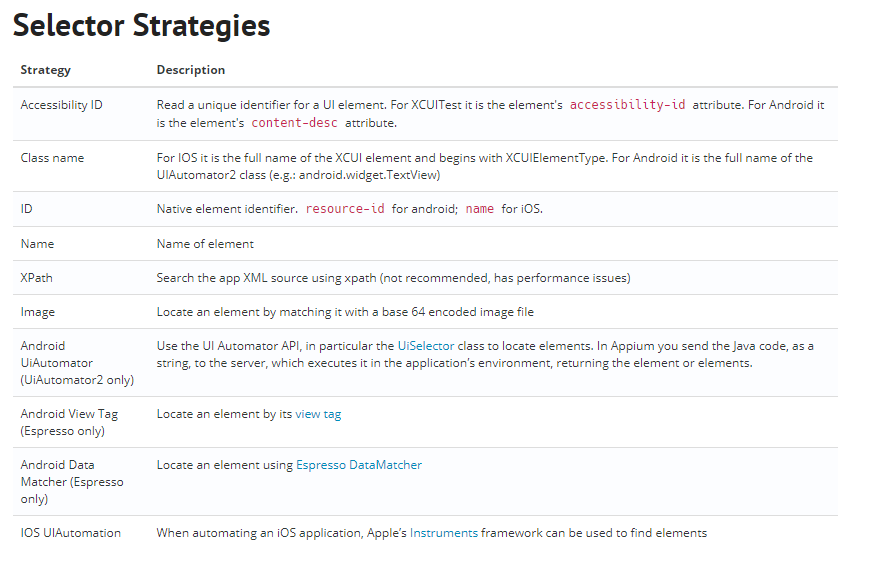 Selector Strategies
Strategy Description
Accessibility ID Read a unique identifier for a UI element. For XCUITest it is the element's accessibility-id attribute. For Android it
is the element's content-desc attribute.
Class name For IOS it is the full name of the XCUI element and begins with XCUIElementType. For Android it is the full name of the
UIAutomator2 class (e.g.: android.widget.TextView)
ID Native element identifier. resource-id for android; name for iOS.
Name Name of element
XPath Search the app XML source using xpath (not recommended, has performance issues)
Image Locate an element by matching it with a base 64 encoded image file
Android Use the UI Automator API, in particular the UiSelector class to locate elements. In Appium you send the Java code, as a
UiAutomator string, to the server, which executes it in the application's environment, returning the element or elements.
(UiAutomator2 only)
Android View Tag Locate an element by its view tag
(Espresso only)
Android Data Locate an element using Espresso DataMatcher
Matcher (Espresso
only)
IOS UIAutomation When automating an iOS application, Apple's Instruments framework can be used to find elements